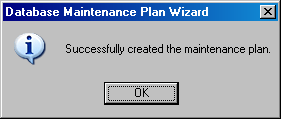 Database Maintenance Plan Wizard
Successfully created the maintenance plan.
OK